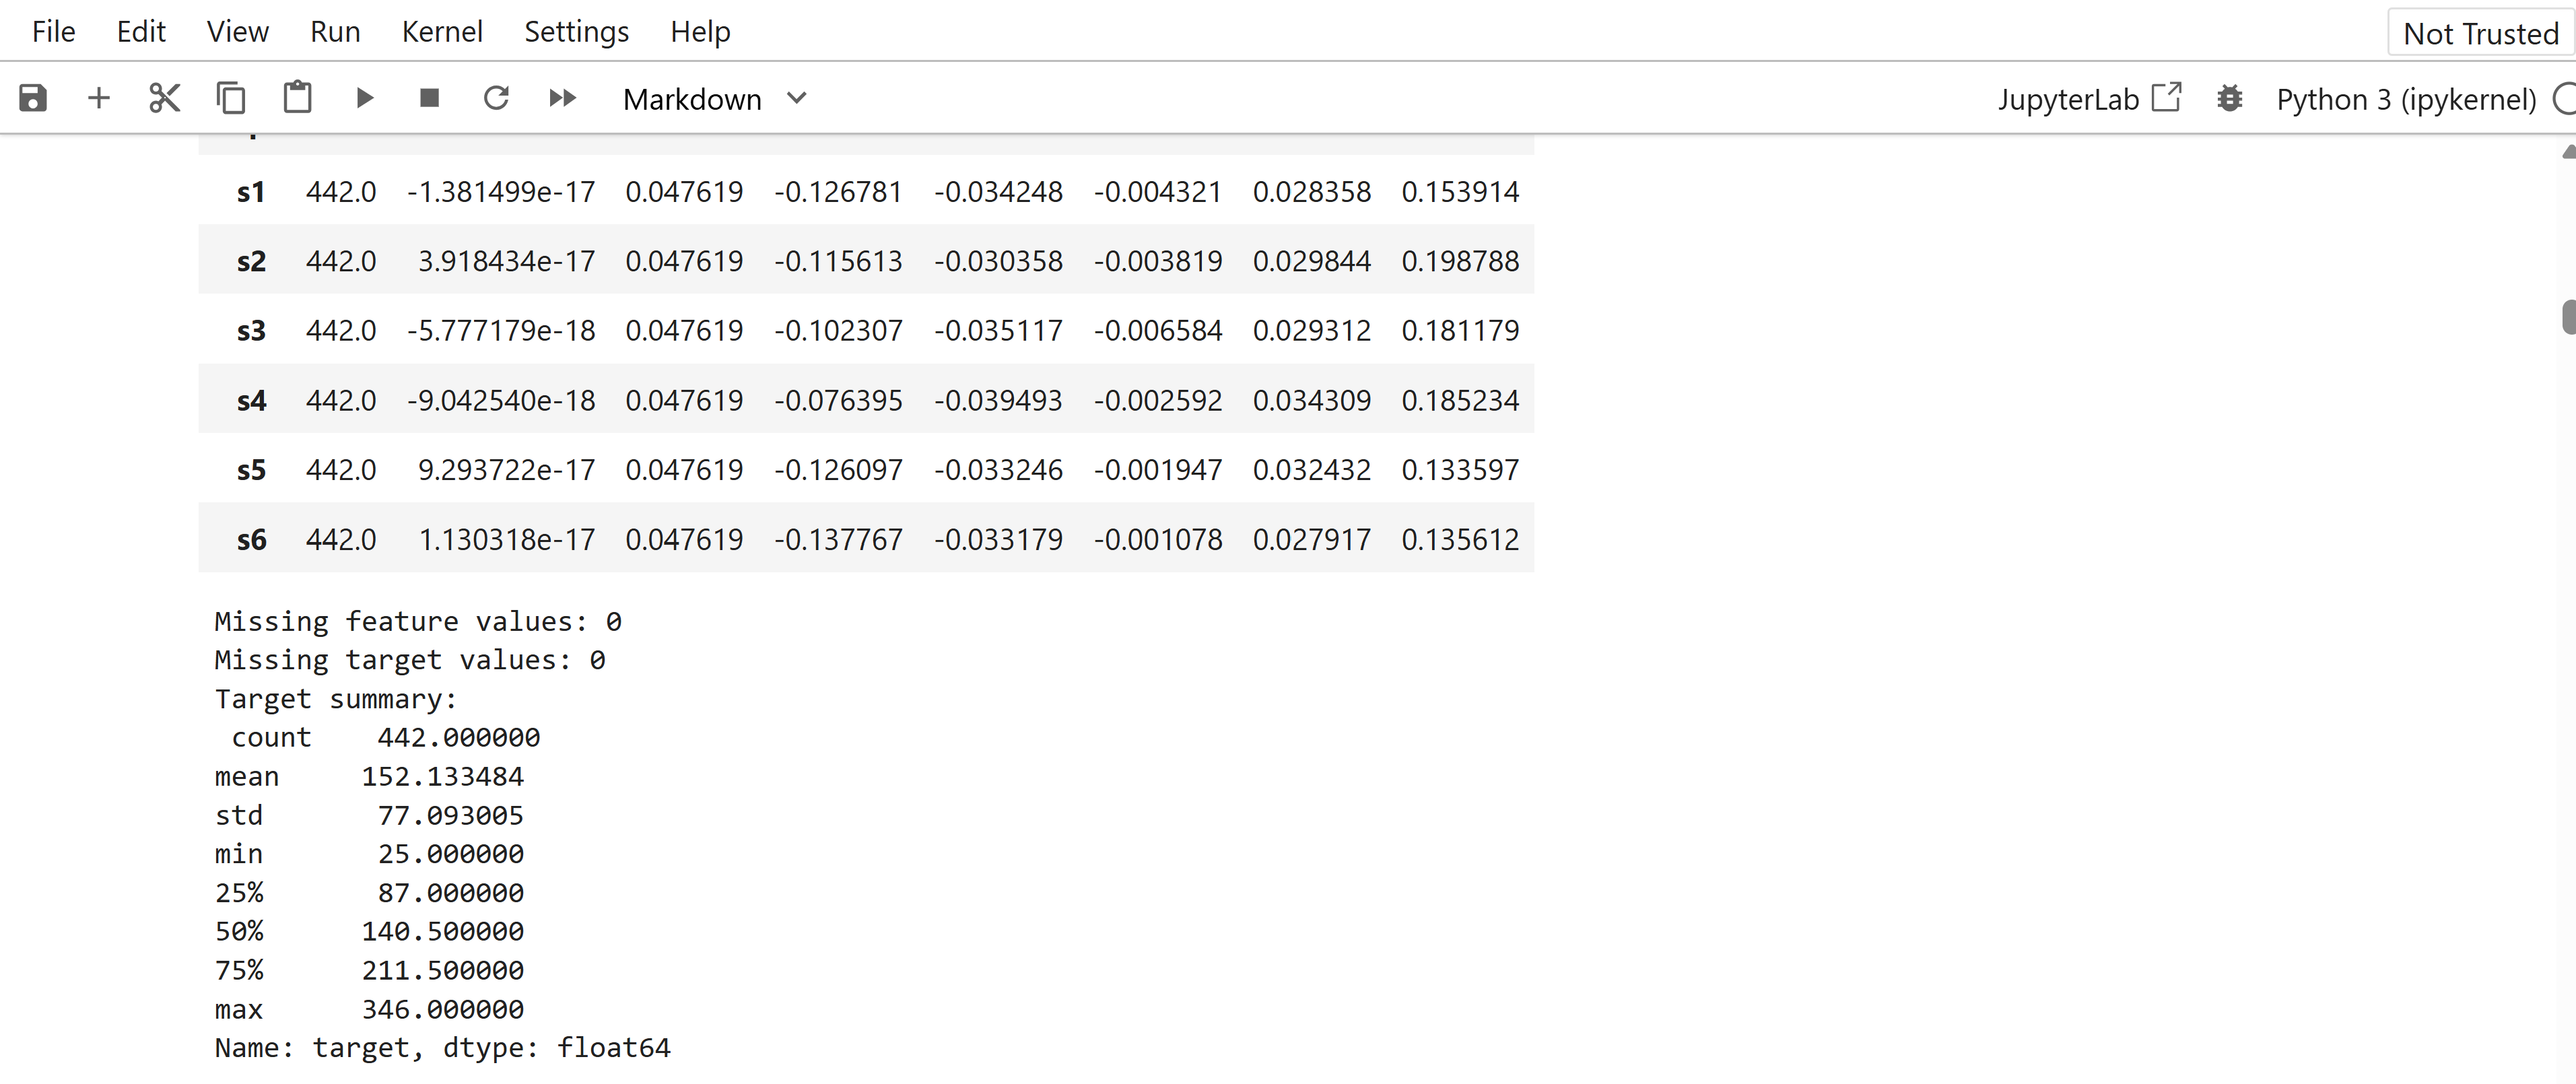 File Edit View Run Kernel Settings Help Not Trusted
Markdown JupyterLab Python 3 (ipykernel)
s1 442.0 -1.381499e-17 0.047619 -0.126781 -0.034248 -0.004321 0.028358 0.153914
s2 442.0 3.918434e-17 0.047619 -0.115613 -0.030358 -0.003819 0.029844 0.198788
s3 442.0 -5.777179e-18 0.047619 -0.102307 -0.035117 -0.006584 0.029312 0.181179
s4 442.0 -9.042540e-18 0.047619 -0.076395 -0.039493 -0.002592 0.034309 0.185234
s5 442.0 9.293722e-17 0.047619 -0.126097 -0.033246 -0.001947 0.032432 0.133597
s6 442.0 1.130318e-17 0.047619 -0.137767 -0.033179 -0.001078 0.027917 0.135612
Missing feature values: 0
Missing target values: 0
Target summary:
count 442.000000
mean 152.133484
std 77.093005
min 25.000000
25% 87.000000
50% 140.500000
75% 211.500000
max 346.000000
Name: target, dtype: float64